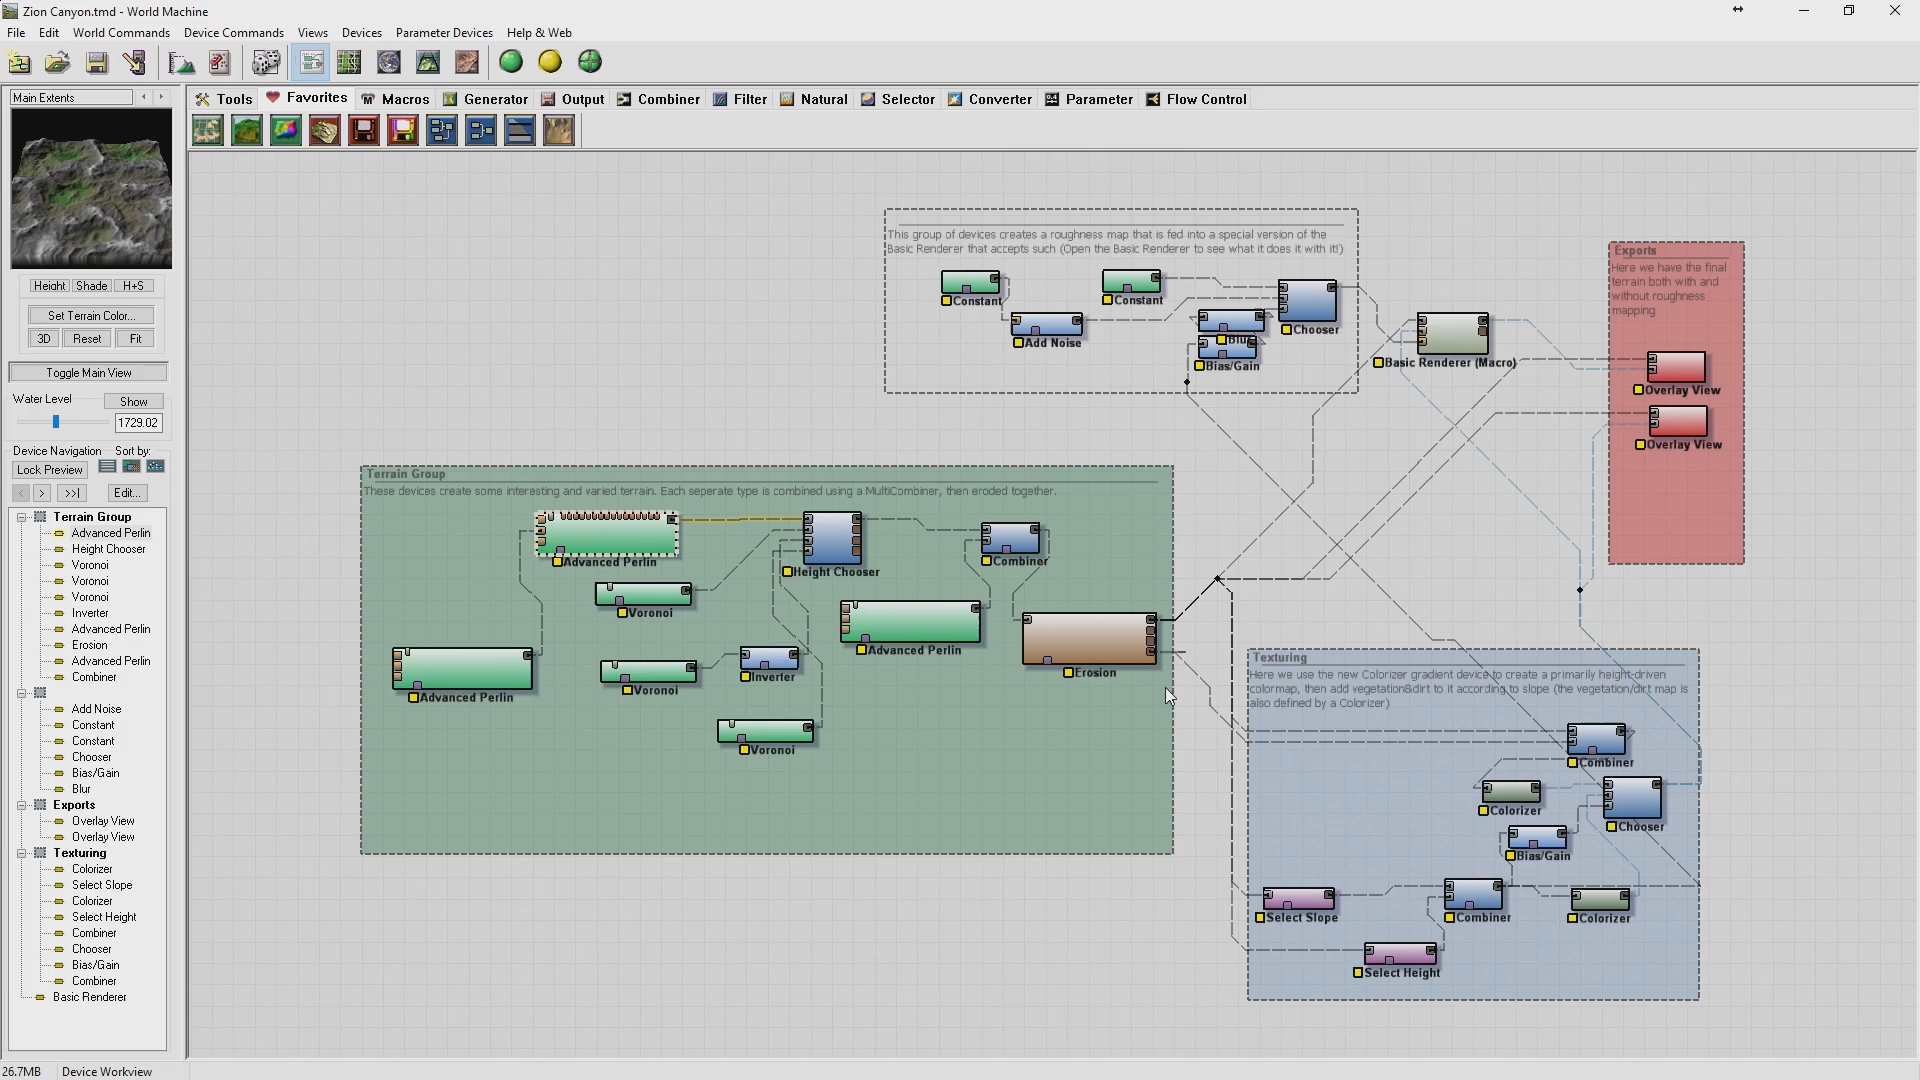 Zion Canyon.tmd - World Machine
File Edit World Commands Device Commands Views Devices Parameter Devices Help & Web
Main Extents
Tools Favorites Macros Generator Output Combiner Filter Natural Selector Converter Parameter Flow Control
Height Shade H+S
Set Terrain Color...
3D Reset Fit
Toggle Main View
Water Level Show
1729.02
Device Navigation Sort by:
Lock Preview
< > >>| Edit...
Terrain Group
Advanced Perlin
Height Chooser
Voronoi
Voronoi
Voronoi
Inverter
Advanced Perlin
Erosion
Advanced Perlin
Combiner
Add Noise
Constant
Constant
Chooser
Bias/Gain
Blur
Exports
Overlay View
Overlay View
Texturing
Colorizer
Select Slope
Colorizer
Select Height
Combiner
Chooser
Bias/Gain
Combiner
Basic Renderer
This group of devices creates a roughness map that is fed into a special version of the
Basic Renderer that accepts such (Open the Basic Renderer to see what it does it with it!)
Constant
Constant
Add Noise
Chooser
Blur
Bias/Gain
Basic Renderer (Macro)
Exports
Here we have the final
terrain both with and
without roughness
mapping
Overlay View
Overlay View
Terrain Group
These devices create some interesting and varied terrain. Each seperate type is combined using a MultiCombiner, then eroded together.
Advanced Perlin
Height Chooser
Combiner
Voronoi
Advanced Perlin
Advanced Perlin
Voronoi
Inverter
Erosion
Voronoi
Texturing
Here we use the new Colorizer gradient device to create a primarily height-driven
colormap, then add vegetation&dirt to it according to slope (the vegetation/dirt map is
also defined by a Colorizer)
Combiner
Colorizer
Chooser
Bias/Gain
Select Slope
Combiner
Colorizer
Select Height
26.7MB Device Workview